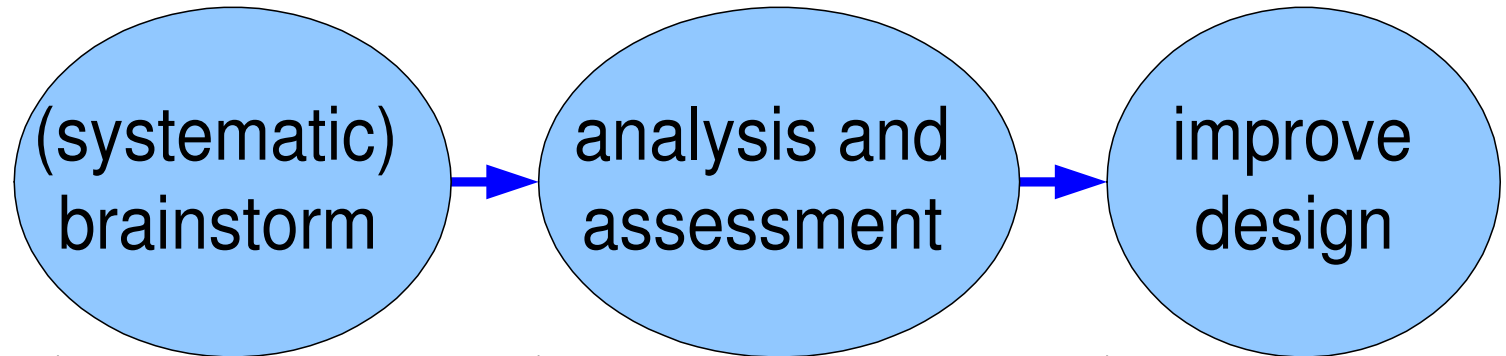 (systematic)
brainstorm
analysis and
assessment
improve
design